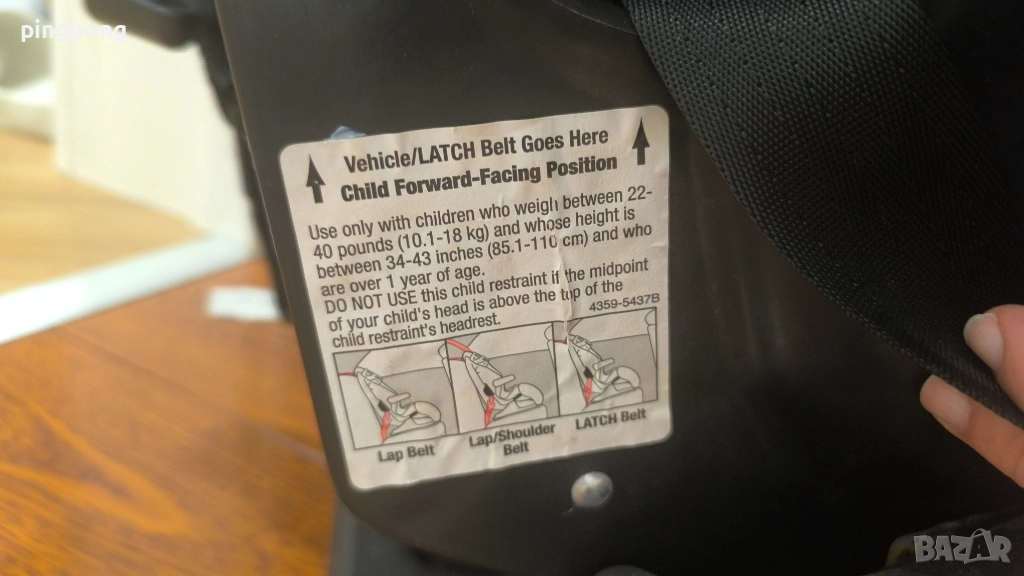 pingpong
Vehicle/LATCH Belt Goes Here
Child Forward-Facing Position
Use only with children who weigh between 22-
40 pounds (10.1-18 kg) and whose height is
between 34-43 inches (85.1-110 cm) and who
are over 1 year of age.
DO NOT USE this child restraint if the midpoint
of your child's head is above the top of the
child restraint's headrest.
4359-5437B
Lap Belt
Lap/Shoulder
Belt
LATCH Belt
BAZAR